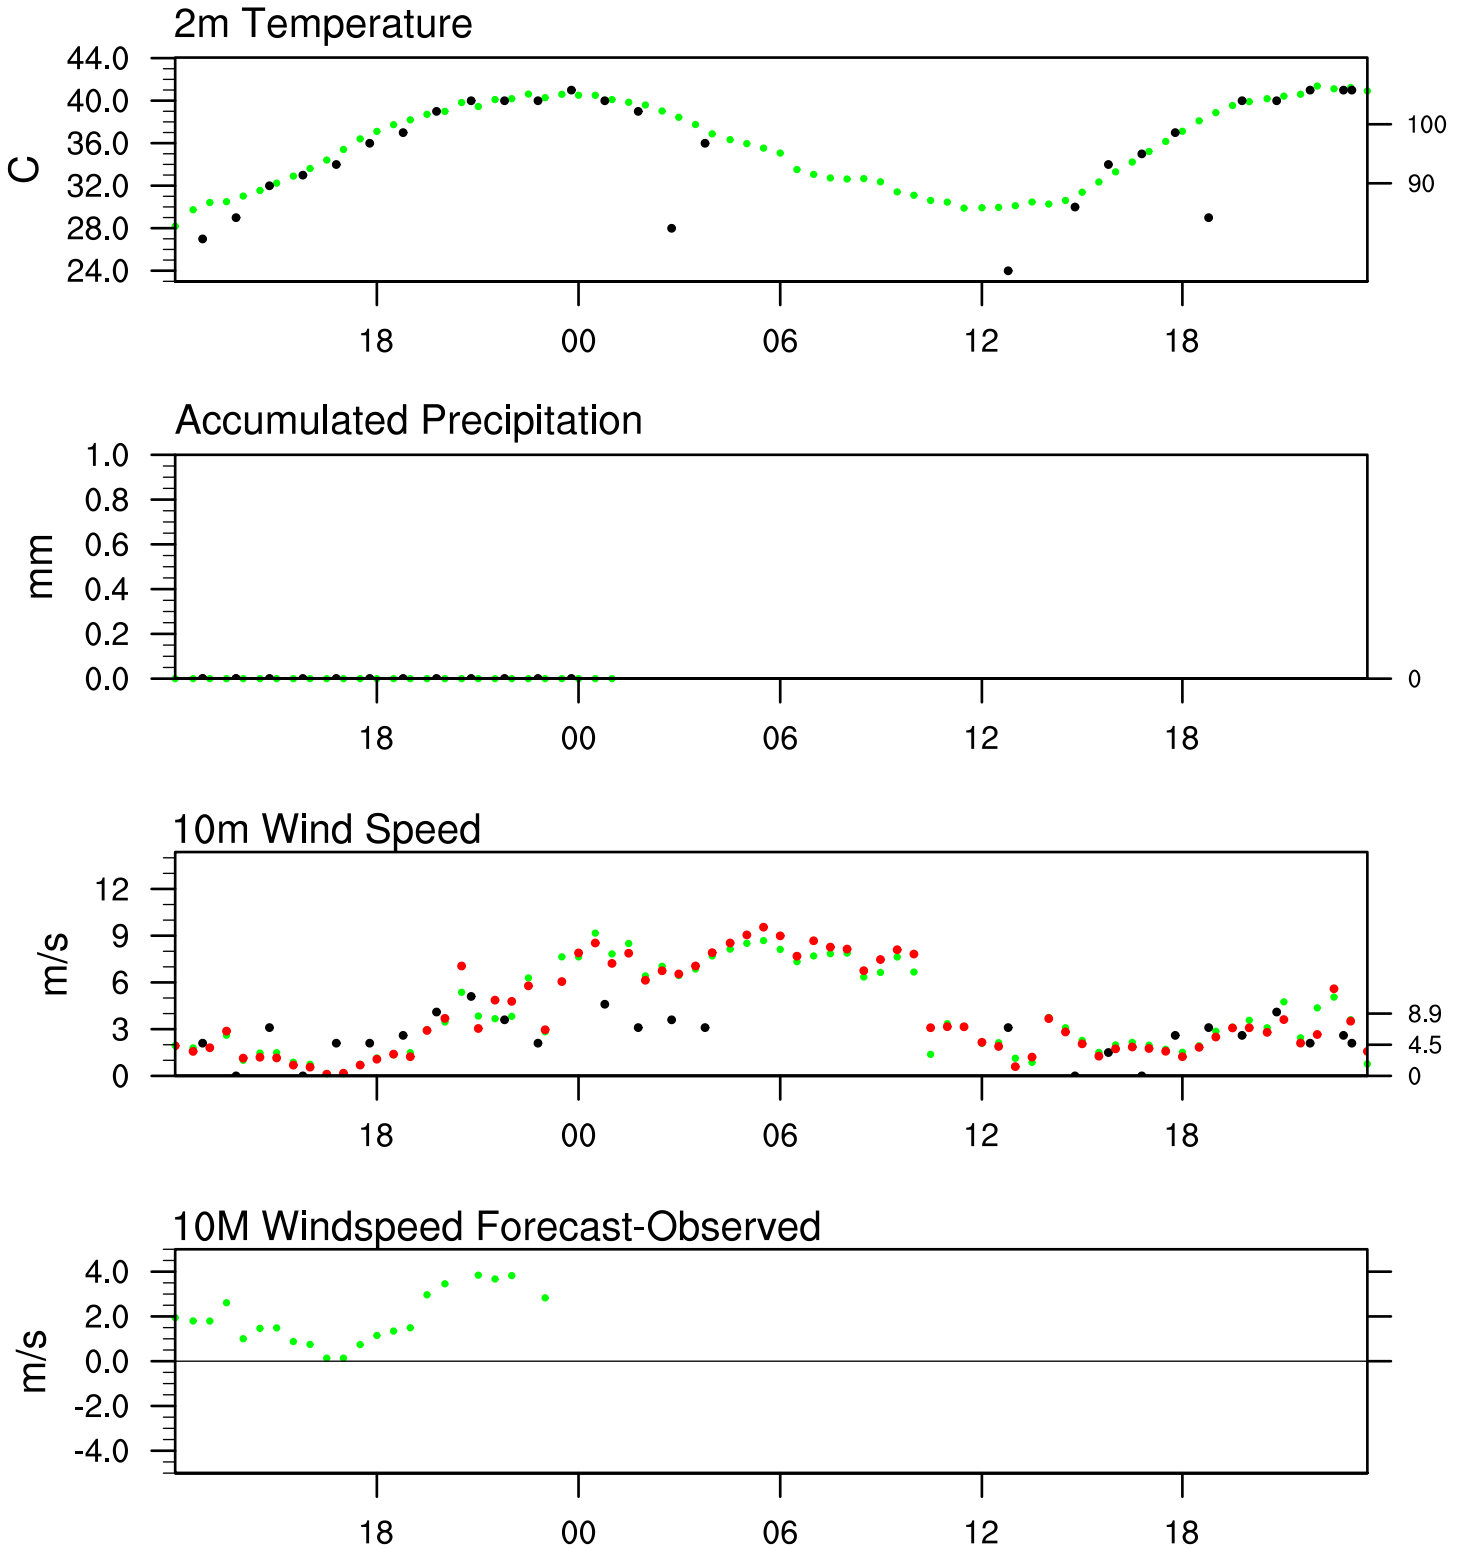 2m Temperature
44.0
40.0
36.0
32.0
28.0
24.0
C
100
90
18 00 06 12 18
Accumulated Precipitation
1.0
0.8
0.6
0.4
0.2
0.0
mm
0
18 00 06 12 18
10m Wind Speed
12
9
6
3
0
m/s
8.9
4.5
0
18 00 06 12 18
10M Windspeed Forecast-Observed
4.0
2.0
0.0
-2.0
-4.0
m/s
18 00 06 12 18